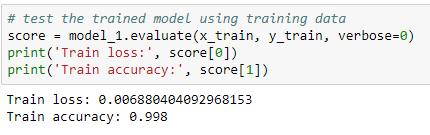 # test the trained model using training data
score = model_1.evaluate(x_train, y_train, verbose=0)
print('Train loss:', score[0])
print('Train accuracy:', score[1])
Train loss: 0.006880404092968153
Train accuracy: 0.998